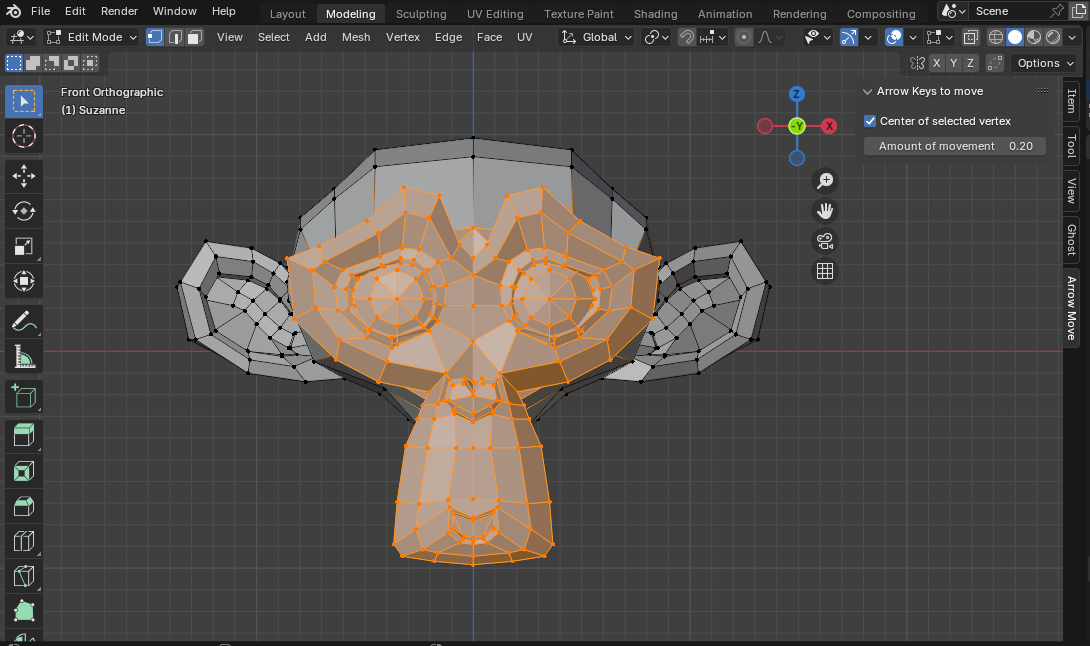 File Edit Render Window Help Layout Modeling Sculpting UV Editing Texture Paint Shading Animation Rendering Compositing Scene
Edit Mode View Select Add Mesh Vertex Edge Face UV Global
X Y Z Options
Front Orthographic
(1) Suzanne
Z
-Y X
Arrow Keys to move
Center of selected vertex
Amount of movement 0.20
Item
Tool
View
Ghost
Arrow Move